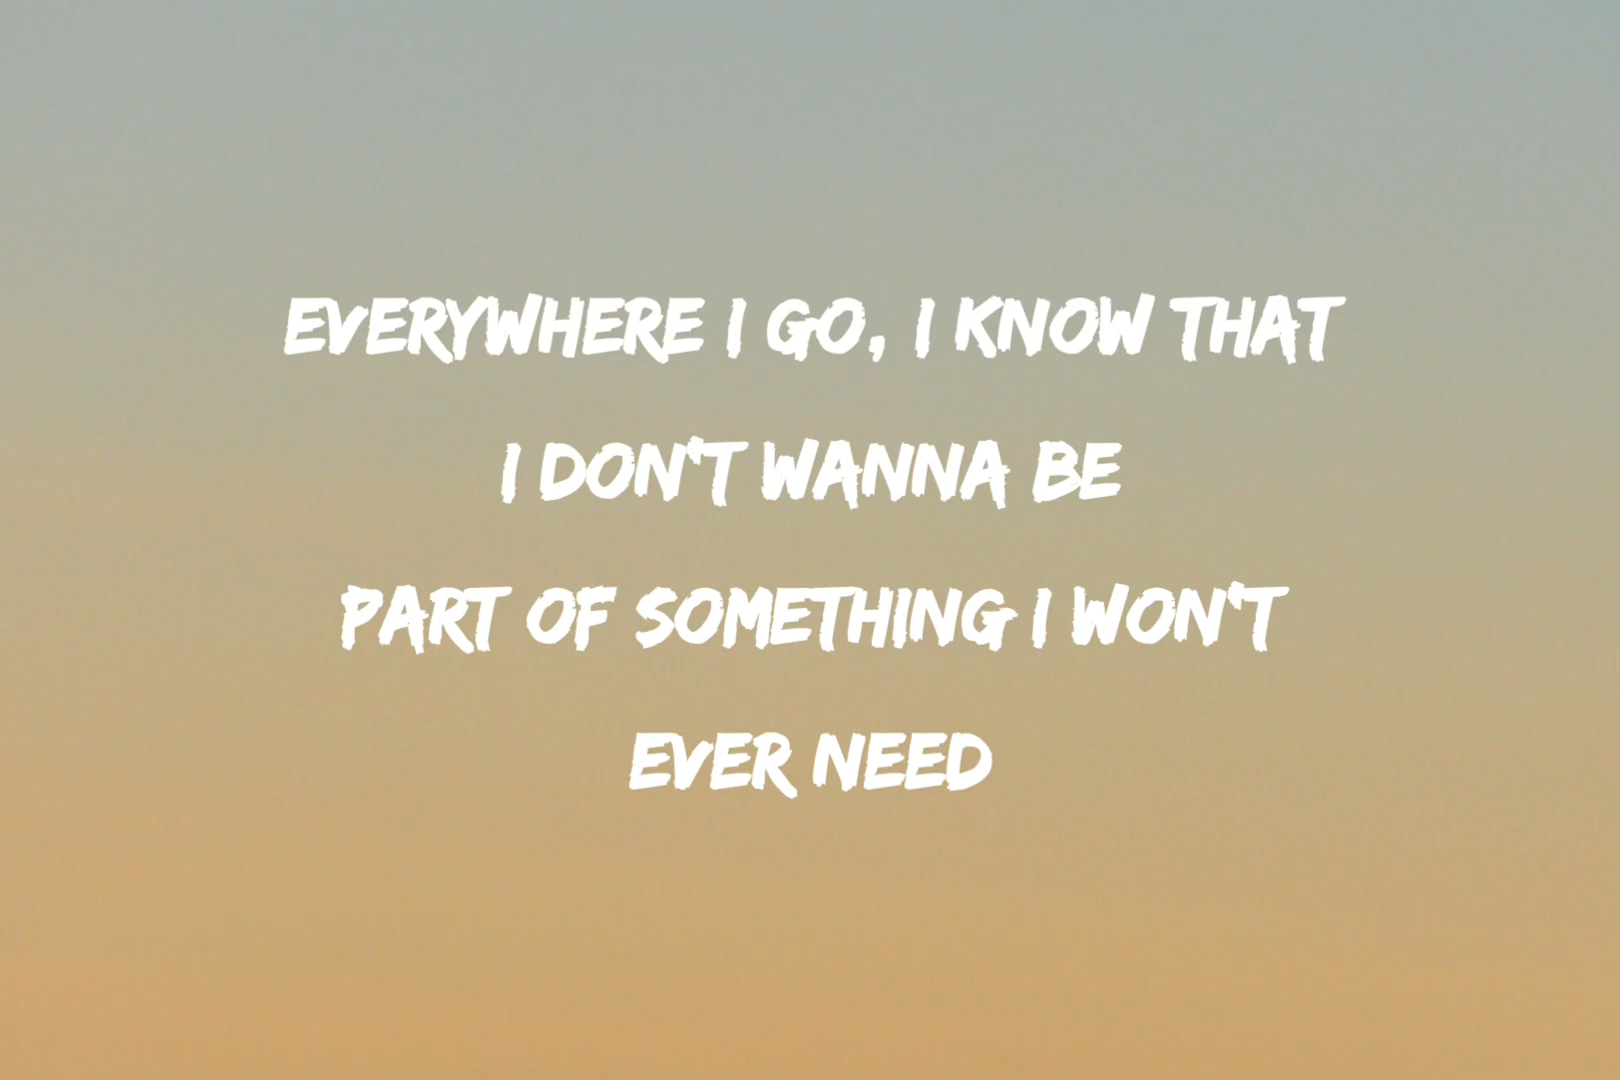 EVERYWHERE I GO, I KNOW THAT
I DON'T WANNA BE
PART OF SOMETHING I WON'T
EVER NEED